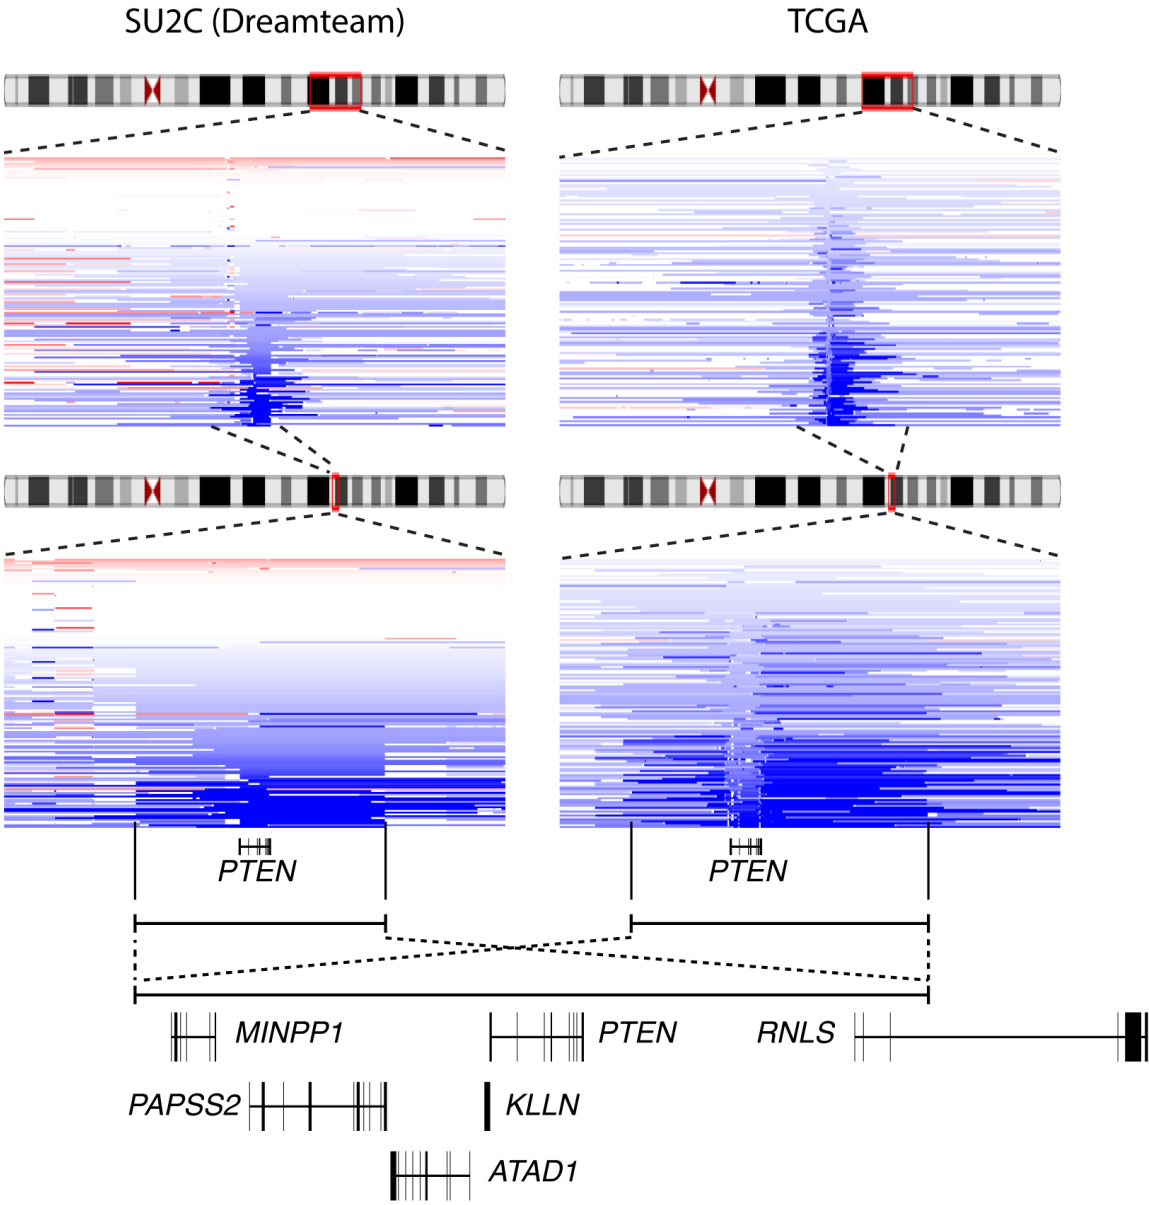 SU2C (Dreamteam) TCGA
PTEN PTEN
MINPP1 PTEN RNLS
PAPSS2 KLLN
ATAD1